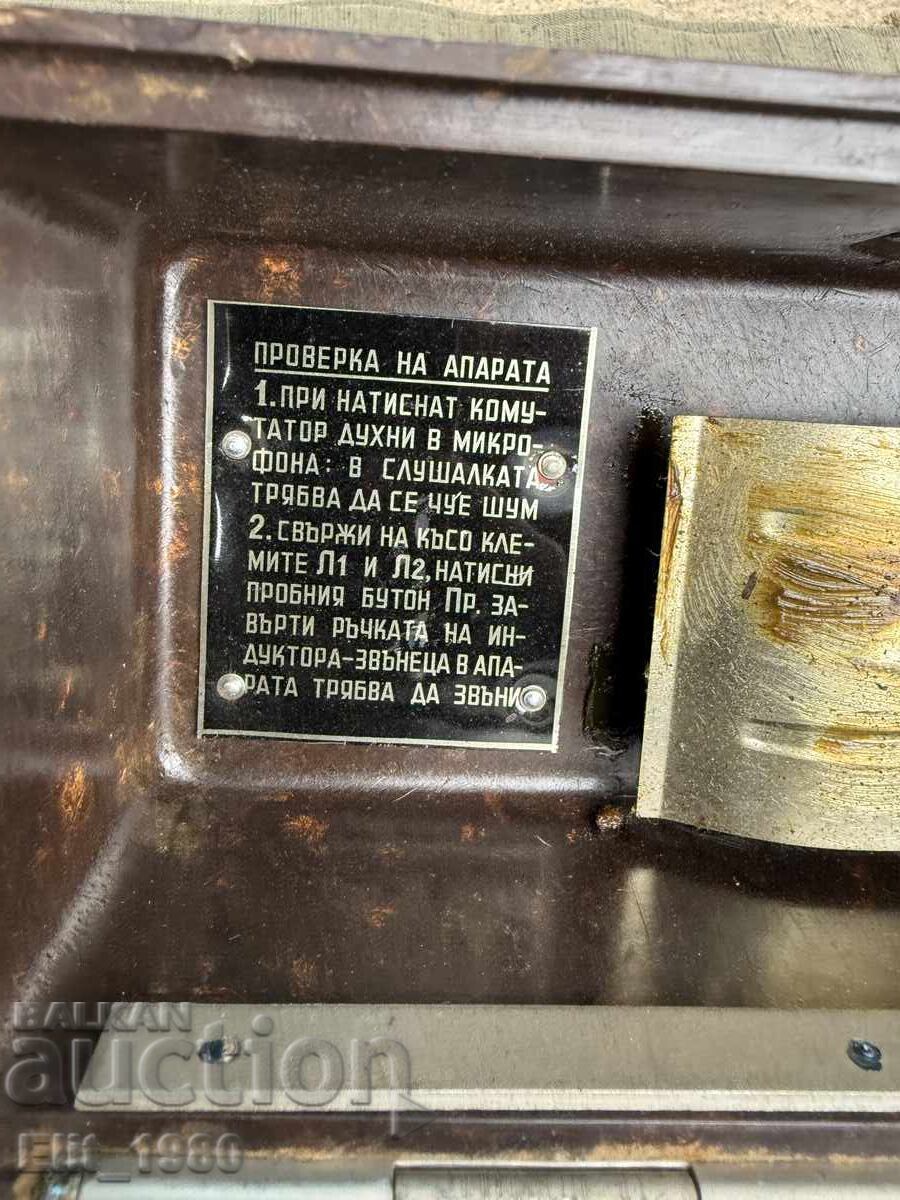 ПРОВЕРКА НА АПАРАТА
1. ПРИ НАТИСНАТ КОМУ-
ТАТОР ДУХНИ В МИКРО-
ФОНА: В СЛУШАЛКАТА
ТРЯБВА ДА СЕ ЧУЕ ШУМ
2. СВЪРЖИ НА КЪСО КЛЕ-
МИТЕ Л1 И Л2, НАТИСНИ
ПРОБНИЯ БУТОН Пр. ЗА-
ВЪРТИ РЪЧКАТА НА ИН-
ДУКТОРА-ЗВЪНЕЦА В АПА-
РАТА ТРЯБВА ДА ЗВЪНИ
BALKAN
auction
Elit_1980